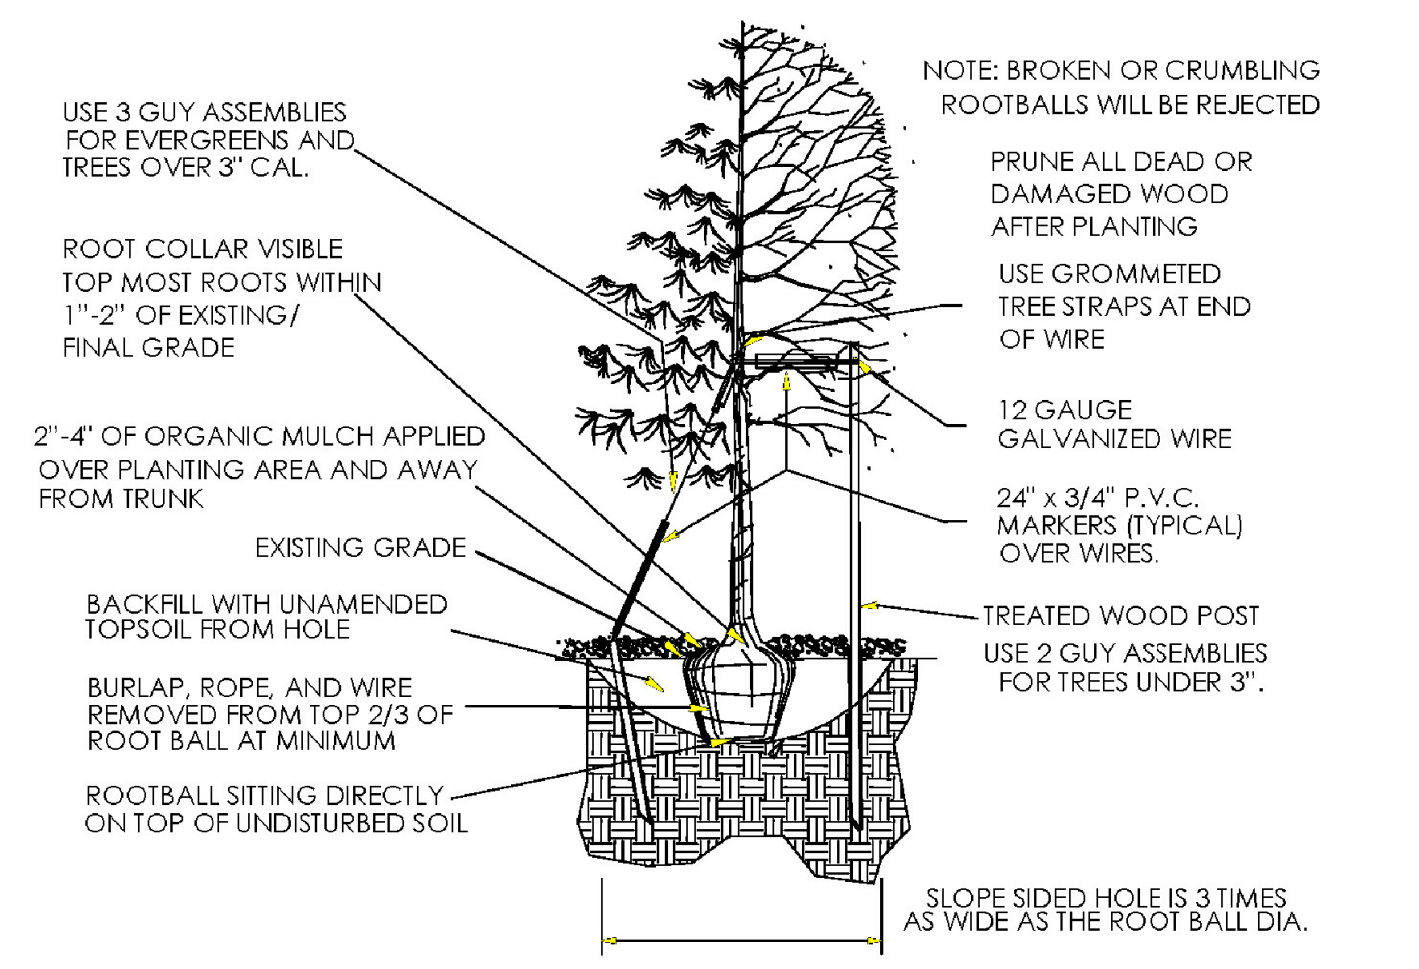 USE 3 GUY ASSEMBLIES
FOR EVERGREENS AND
TREES OVER 3" CAL.
ROOT COLLAR VISIBLE
TOP MOST ROOTS WITHIN
1"-2" OF EXISTING/
FINAL GRADE
2"-4" OF ORGANIC MULCH APPLIED
OVER PLANTING AREA AND AWAY
FROM TRUNK
EXISTING GRADE
BACKFILL WITH UNAMENDED
TOPSOIL FROM HOLE
BURLAP, ROPE, AND WIRE
REMOVED FROM TOP 2/3 OF
ROOT BALL AT MINIMUM
ROOTBALL SITTING DIRECTLY
ON TOP OF UNDISTURBED SOIL
NOTE: BROKEN OR CRUMBLING
ROOTBALLS WILL BE REJECTED
PRUNE ALL DEAD OR
DAMAGED WOOD
AFTER PLANTING
USE GROMMETED
TREE STRAPS AT END
OF WIRE
12 GAUGE
GALVANIZED WIRE
24" x 3/4" P.V.C.
MARKERS (TYPICAL)
OVER WIRES.
TREATED WOOD POST
USE 2 GUY ASSEMBLIES
FOR TREES UNDER 3".
SLOPE SIDED HOLE IS 3 TIMES
AS WIDE AS THE ROOT BALL DIA.